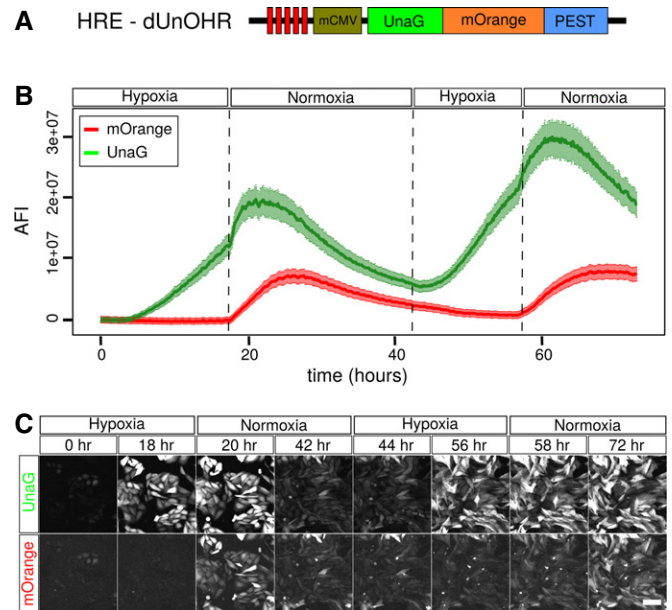 A
HRE - dUnOHR
mCMV UnaG mOrange PEST
B
Hypoxia Normoxia Hypoxia Normoxia
mOrange
UnaG
AFI
3e+07
2e+07
1e+07
0
0 20 40 60
time (hours)
C
Hypoxia Normoxia Hypoxia Normoxia
0 hr 18 hr 20 hr 42 hr 44 hr 56 hr 58 hr 72 hr
UnaG
mOrange